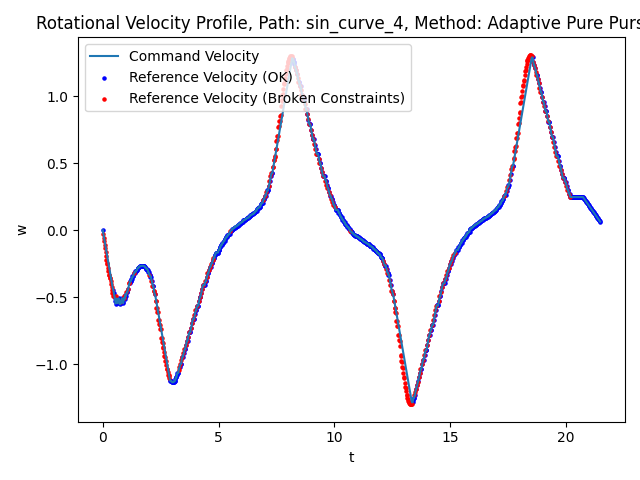 Rotational Velocity Profile, Path: sin_curve_4, Method: Adaptive Pure Purs
Command Velocity
Reference Velocity (OK)
Reference Velocity (Broken Constraints)
1.0
0.5
0.0
−0.5
−1.0
w
0 5 10 15 20
t